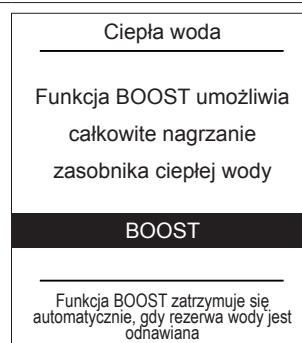 Ciepła woda
Funkcja BOOST umożliwia
całkowite nagrzanie
zasobnika ciepłej wody
BOOST
Funkcja BOOST zatrzymuje się
automatycznie, gdy rezerwa wody jest
odnawiana